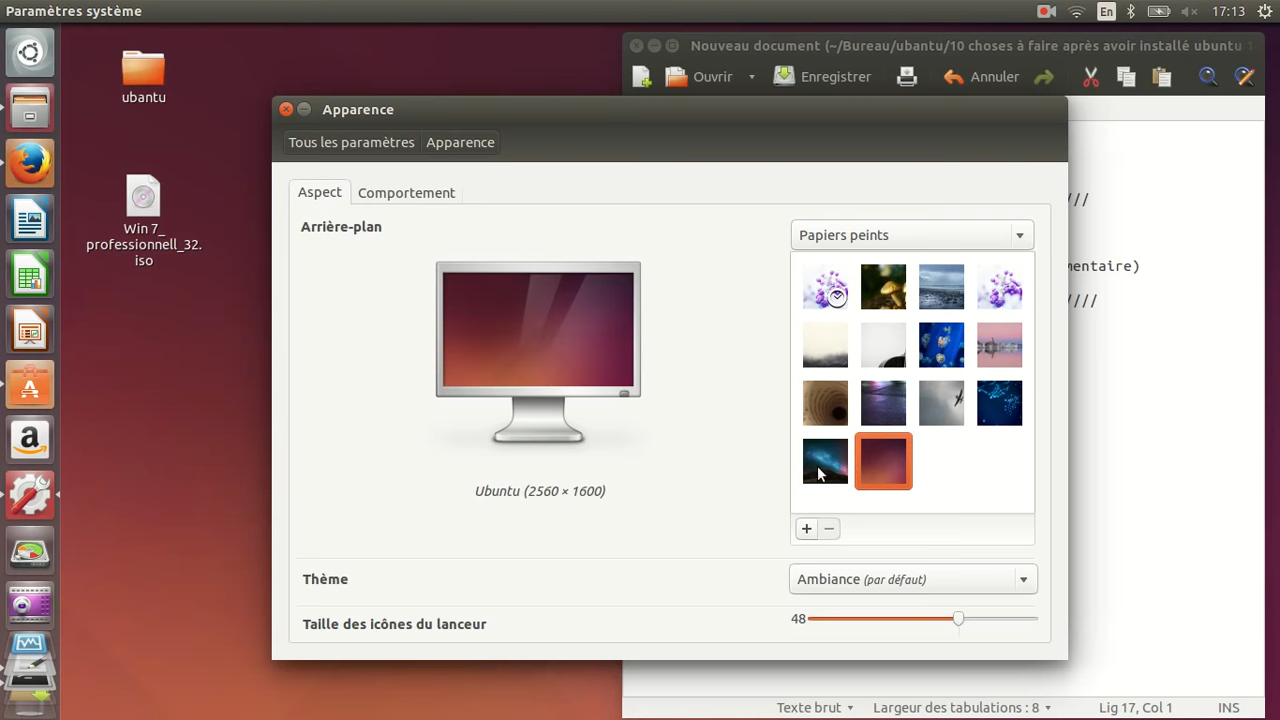 Paramètres système
En
17:13
ubantu
Win 7_
professionnell_32.
iso
Nouveau document (~/Bureau/ubantu/10 choses à faire après avoir installé ubuntu 1
Ouvrir
Enregistrer
Annuler
Apparence
Tous les paramètres
Apparence
Aspect
Comportement
Arrière-plan
Papiers peints
///
mentaire)
///
Ubuntu (2560 × 1600)
+
−
Thème
Ambiance (par défaut)
Taille des icônes du lanceur
48
Texte brut
Largeur des tabulations : 8
Lig 17, Col 1
INS